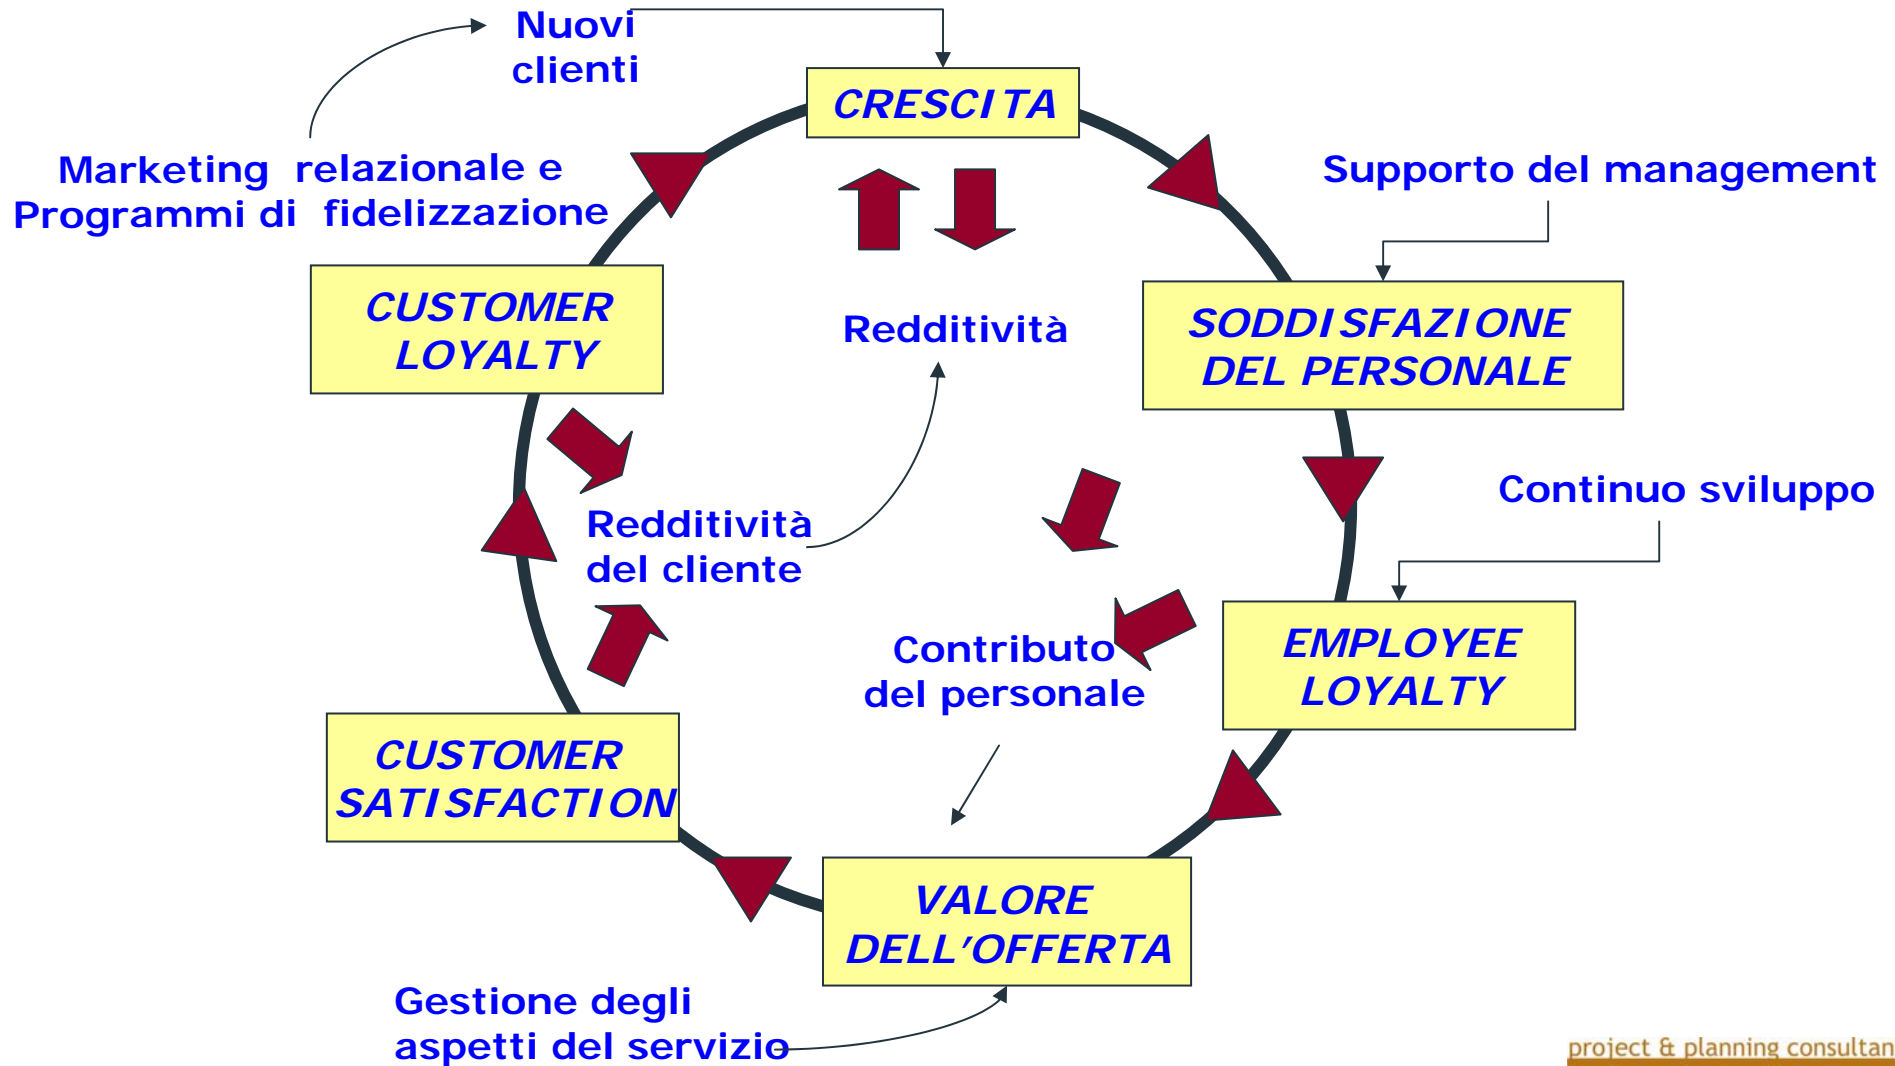 Nuovi
clienti
CRESCITA
Marketing relazionale e
Programmi di fidelizzazione
Supporto del management
CUSTOMER
LOYALTY
Redditività
SODDISFAZIONE
DEL PERSONALE
Continuo sviluppo
Redditività
del cliente
Contributo
del personale
EMPLOYEE
LOYALTY
CUSTOMER
SATISFACTION
VALORE
DELL’OFFERTA
Gestione degli
aspetti del servizio
project & planning consultan